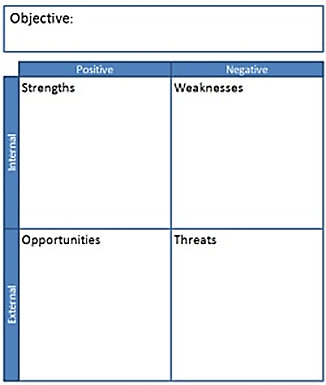 Objective:
Positive Negative
Internal
Strengths Weaknesses
External
Opportunities Threats